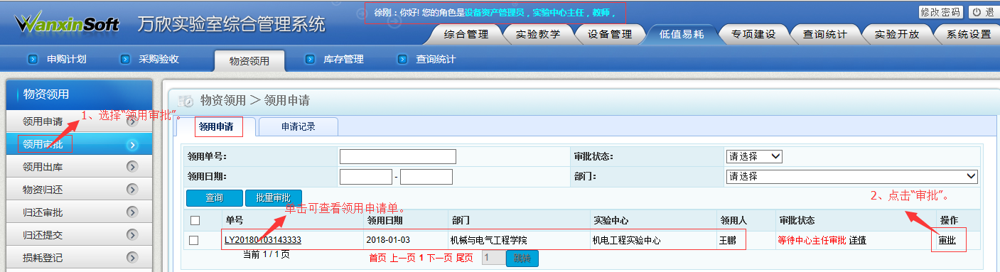 徐刚：你好! 您的角色是设备资产管理员，实验中心主任，教师，
修改密码 退
WanxinSoft 万欣实验室综合管理系统
综合管理 实验教学 设备管理 低值易耗 专项建设 查询统计 实验开放 系统设置
申购计划 采购验收 物资领用 库存管理 查询统计
物资领用
领用申请
领用审批
领用出库
物资归还
归还审批
归还提交
损耗登记
1、选择“领用审批”。
物资领用 ＞ 领用申请
领用申请 申请记录
领用单号： 审批状态： 请选择
领用日期： - 部门： 请选择
查询 批量审批
单击可查看领用申请单。
2、点击“审批”。
单号 领用日期 部门 实验中心 领用人 审批状态 操作
LY20180103143333 2018-01-03 机械与电气工程学院 机电工程实验中心 王鹏 等待中心主任审批 详情 审批
当前 1 / 1 页 首页 上一页 1 下一页 尾页 1 跳转